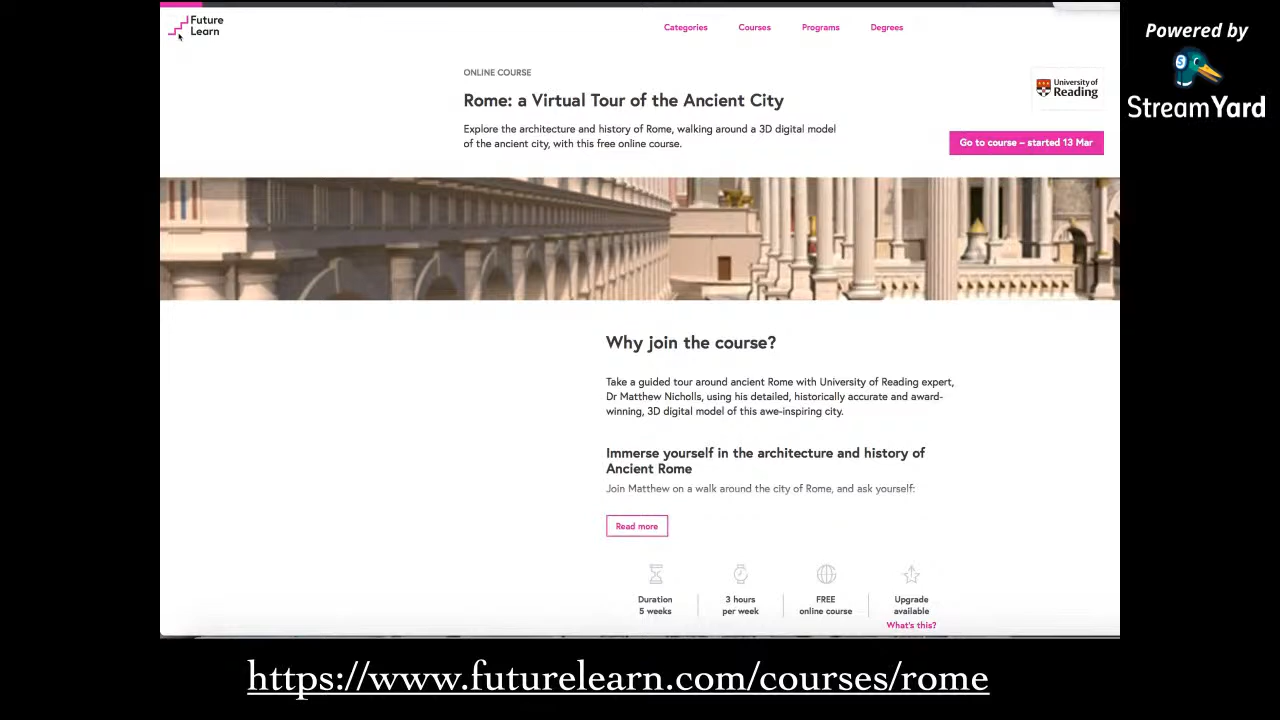 Future
Learn
Categories
Courses
Programs
Degrees
Powered by
StreamYard
ONLINE COURSE
Rome: a Virtual Tour of the Ancient City
University of
Reading
Explore the architecture and history of Rome, walking around a 3D digital model
of the ancient city, with this free online course.
Go to course – started 13 Mar
Why join the course?
Take a guided tour around ancient Rome with University of Reading expert,
Dr Matthew Nicholls, using his detailed, historically accurate and award-
winning, 3D digital model of this awe-inspiring city.
Immerse yourself in the architecture and history of
Ancient Rome
Join Matthew on a walk around the city of Rome, and ask yourself:
Read more
Duration
5 weeks
3 hours
per week
FREE
online course
Upgrade
available
What's this?
https://www.futurelearn.com/courses/rome